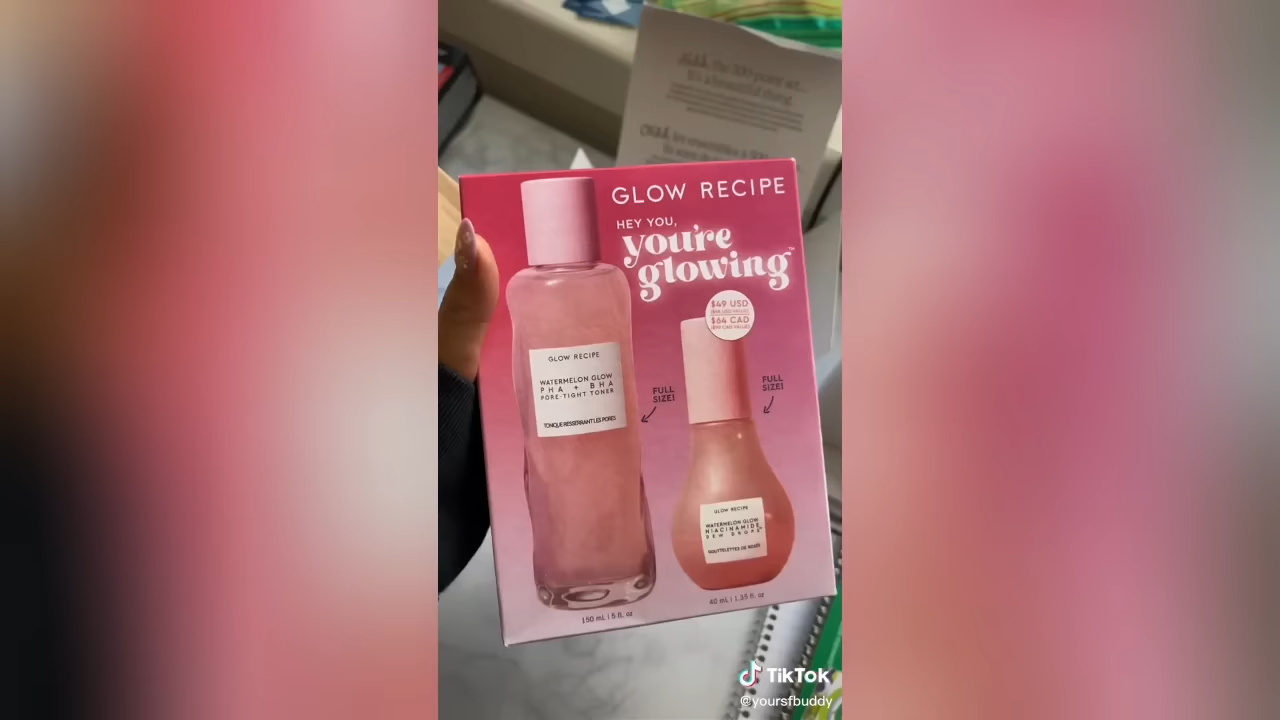 GLOW RECIPE
HEY YOU,
you're
glowing™
$49 USD
$64 CAD
FULL
SIZE!
FULL
SIZE!
GLOW RECIPE
WATERMELON GLOW
PHA + BHA
PORE-TIGHT TONER
TONIQUE RESSERRANT LES PORES
GLOW RECIPE
WATERMELON GLOW
NIACINAMIDE
DEW DROPS™
GOUTTELETTES DE ROSÉE
150 mL | 5 fl. oz
40 mL | 1.35 fl. oz
TikTok
@yoursfbuddy